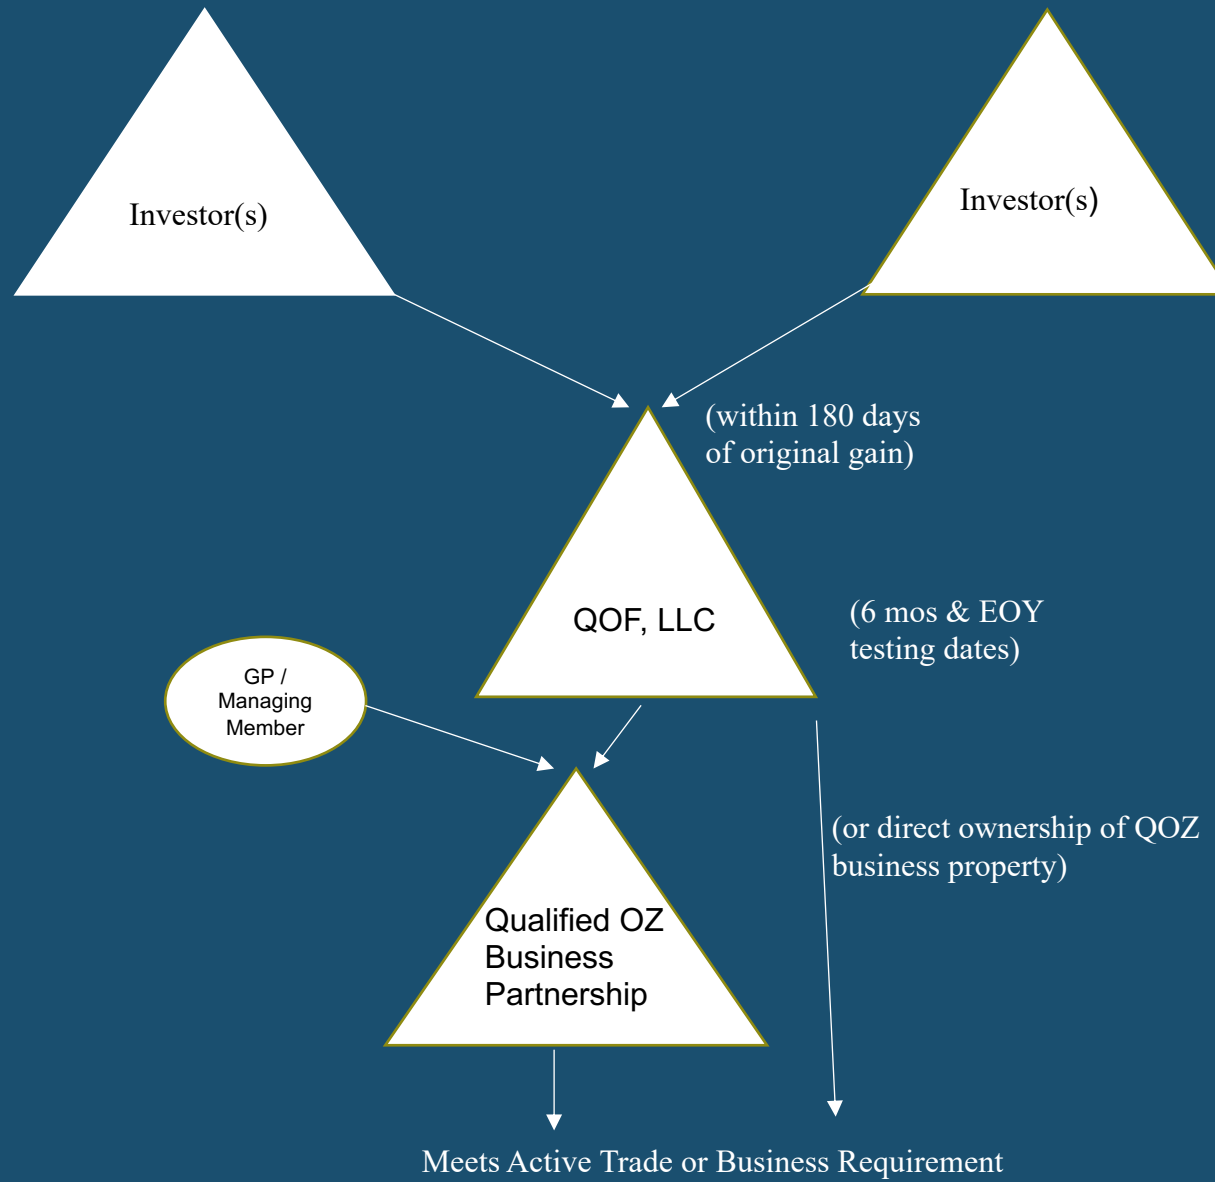 Investor(s)
Investor(s)
(within 180 days
of original gain)
QOF, LLC
(6 mos & EOY
testing dates)
GP /
Managing
Member
(or direct ownership of QOZ
business property)
Qualified OZ
Business
Partnership
Meets Active Trade or Business Requirement